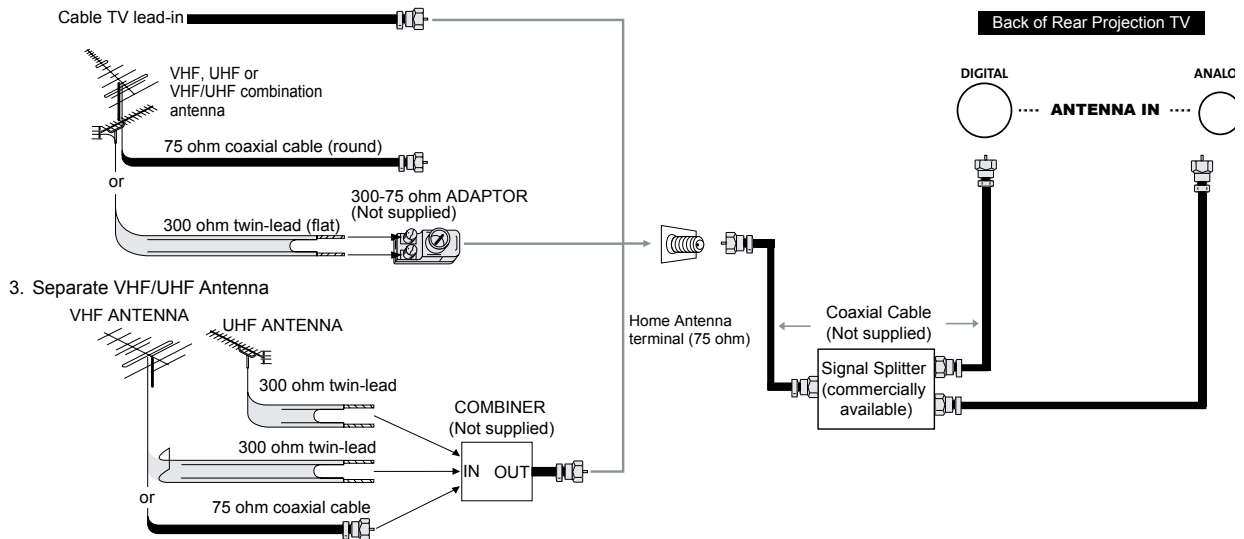 Cable TV lead-in
Back of Rear Projection TV
VHF, UHF or
VHF/UHF combination
antenna
DIGITAL
ANALO
ANTENNA IN
75 ohm coaxial cable (round)
or
300-75 ohm ADAPTOR
(Not supplied)
300 ohm twin-lead (flat)
3. Separate VHF/UHF Antenna
VHF ANTENNA
UHF ANTENNA
Home Antenna
terminal (75 ohm)
Coaxial Cable
(Not supplied)
Signal Splitter
(commercially
available)
300 ohm twin-lead
COMBINER
(Not supplied)
300 ohm twin-lead
IN OUT
or
75 ohm coaxial cable